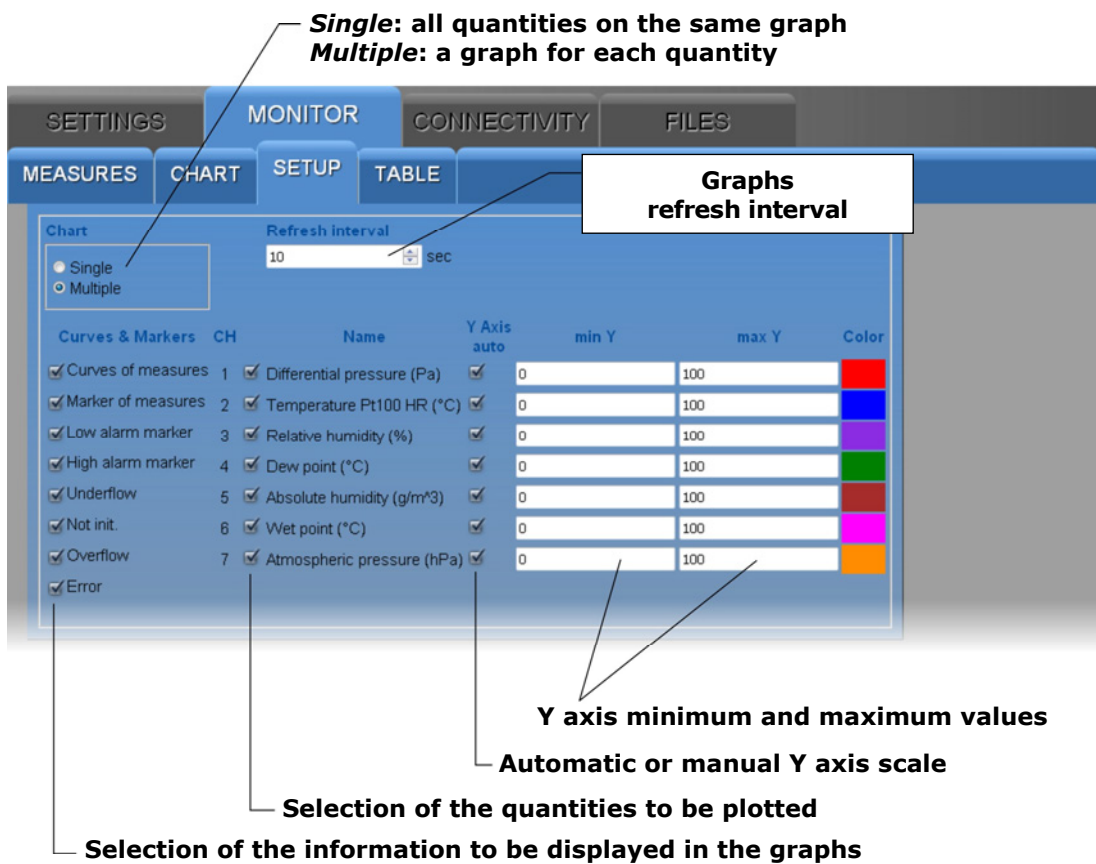 Single: all quantities on the same graph
Multiple: a graph for each quantity
SETTINGS MONITOR CONNECTIVITY FILES
MEASURES CHART SETUP TABLE
Graphs
refresh interval
Chart Refresh interval
10 sec
Single
Multiple
Curves & Markers CH Name Y Axis auto min Y max Y Color
Curves of measures 1 Differential pressure (Pa) 0 100
Marker of measures 2 Temperature Pt100 HR (°C) 0 100
Low alarm marker 3 Relative humidity (%) 0 100
High alarm marker 4 Dew point (°C) 0 100
Underflow 5 Absolute humidity (g/m^3) 0 100
Not init. 6 Wet point (°C) 0 100
Overflow 7 Atmospheric pressure (hPa) 0 100
Error
Y axis minimum and maximum values
Automatic or manual Y axis scale
Selection of the quantities to be plotted
Selection of the information to be displayed in the graphs